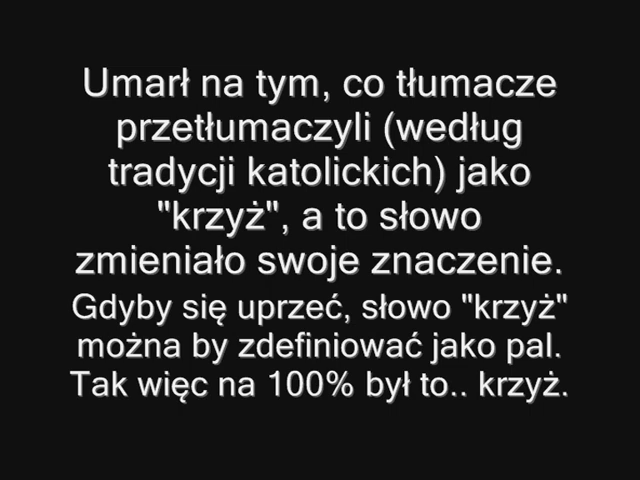 Umarł na tym, co tłumacze
przetłumaczyli (według
tradycji katolickich) jako
"krzyż", a to słowo
zmieniało swoje znaczenie.
Gdyby się uprzeć, słowo "krzyż"
można by zdefiniować jako pal.
Tak więc na 100% był to.. krzyż.